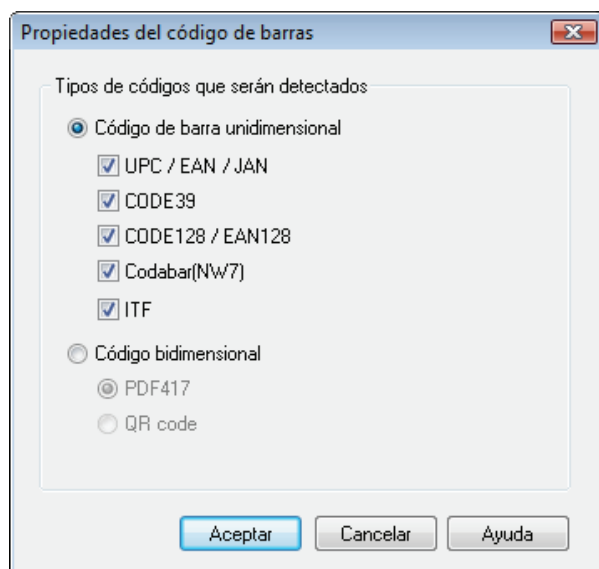 Propiedades del código de barras
Tipos de códigos que serán detectados
Código de barra unidimensional
UPC / EAN / JAN
CODE39
CODE128 / EAN128
Codabar(NW7)
ITF
Código bidimensional
PDF417
QR code
Aceptar Cancelar Ayuda